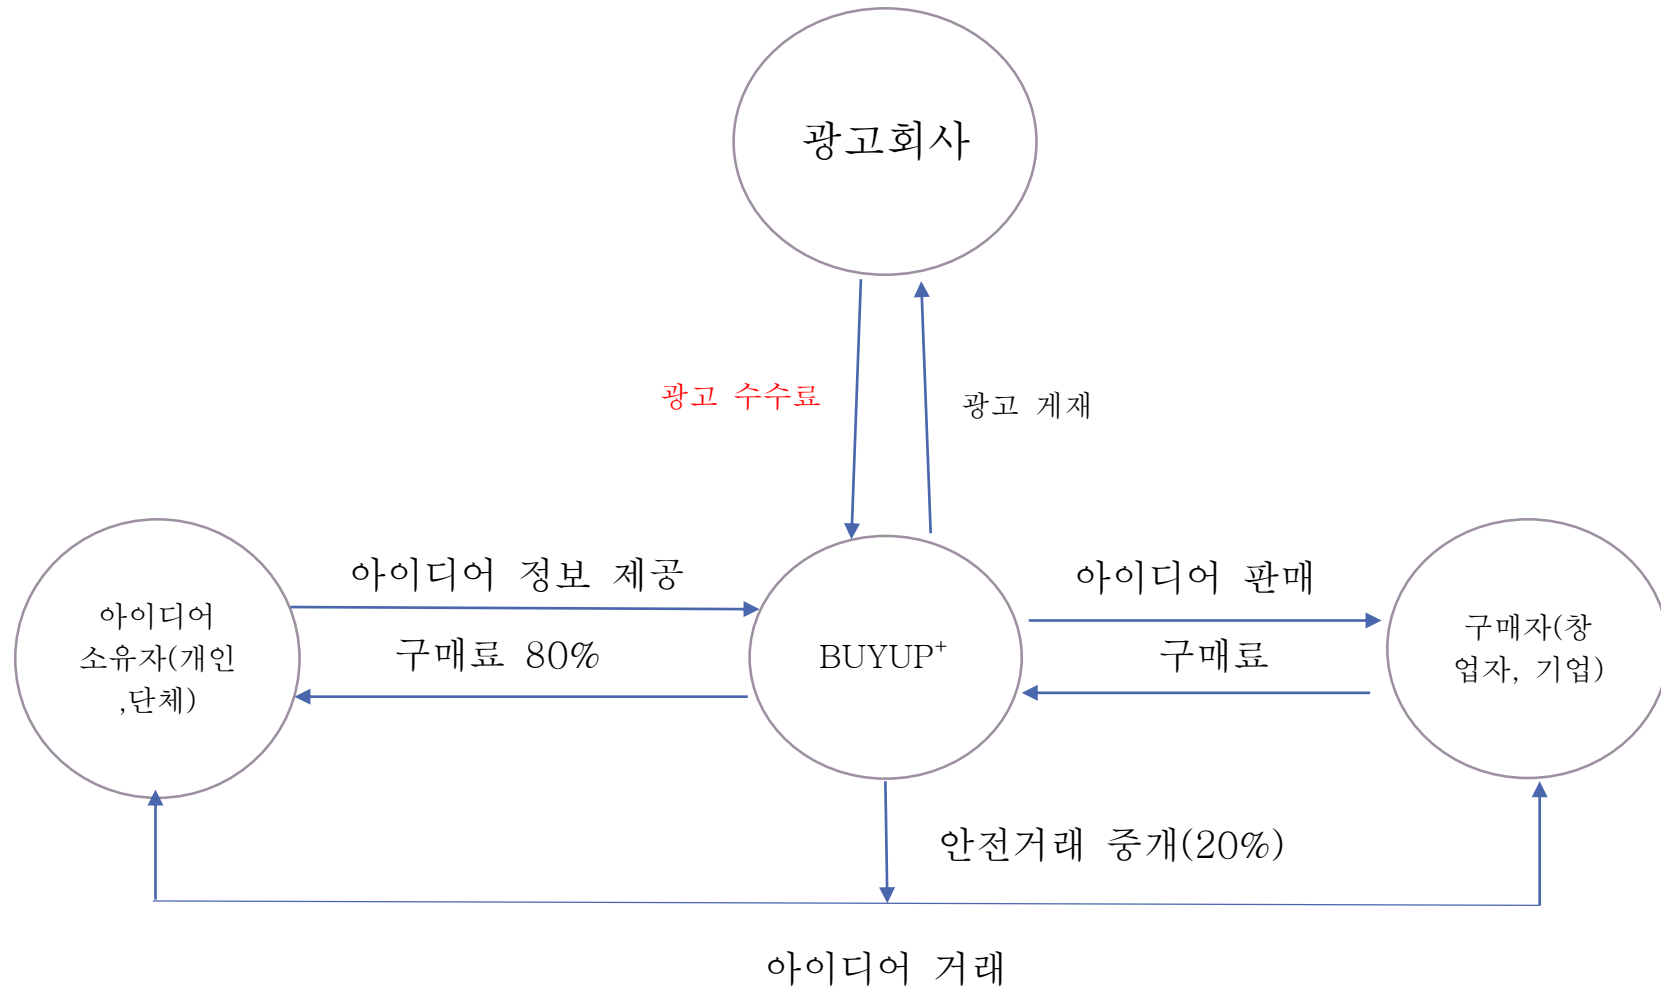 광고회사
광고 수수료
광고 게재
아이디어 정보 제공
아이디어 판매
아이디어
소유자(개인
,단체)
구매료 80%
BUYUP⁺
구매료
구매자(창
업자, 기업)
안전거래 중개(20%)
아이디어 거래